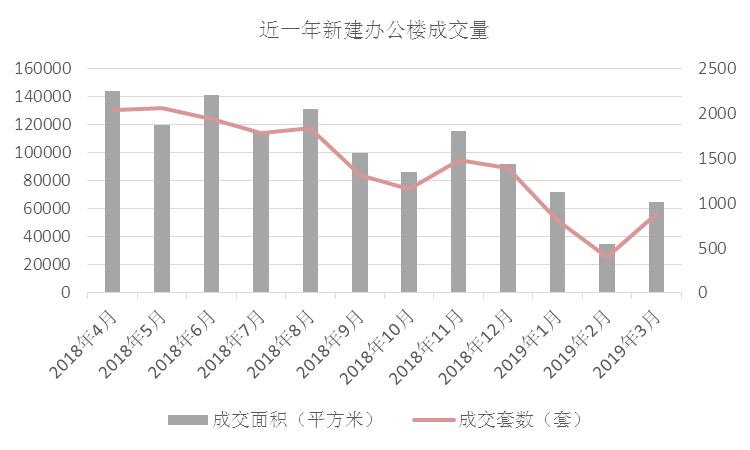 近一年新建办公楼成交量
160000
140000
120000
100000
80000
60000
40000
20000
0
2500
2000
1500
1000
500
0
2018年4月
2018年5月
2018年6月
2018年7月
2018年8月
2018年9月
2018年10月
2018年11月
2018年12月
2019年1月
2019年2月
2019年3月
成交面积（平方米）
成交套数（套）